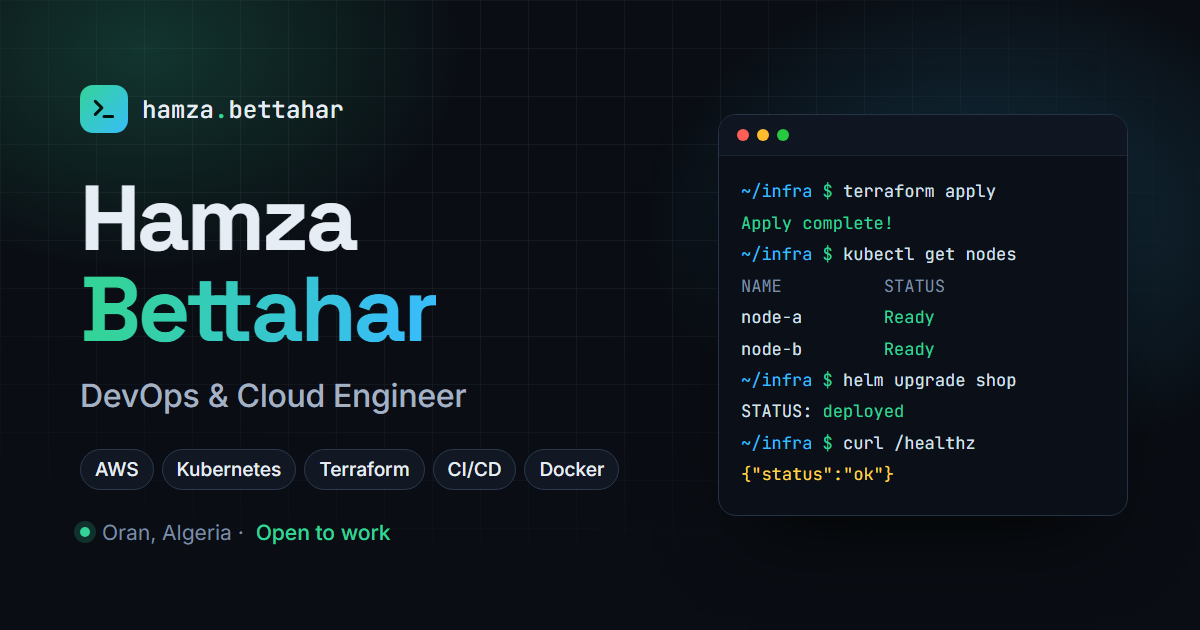 hamza.bettahar
Hamza
Bettahar
DevOps & Cloud Engineer
AWS Kubernetes Terraform CI/CD Docker
Oran, Algeria · Open to work
~/infra $ terraform apply
Apply complete!
~/infra $ kubectl get nodes
NAME STATUS
node-a Ready
node-b Ready
~/infra $ helm upgrade shop
STATUS: deployed
~/infra $ curl /healthz
{"status":"ok"}